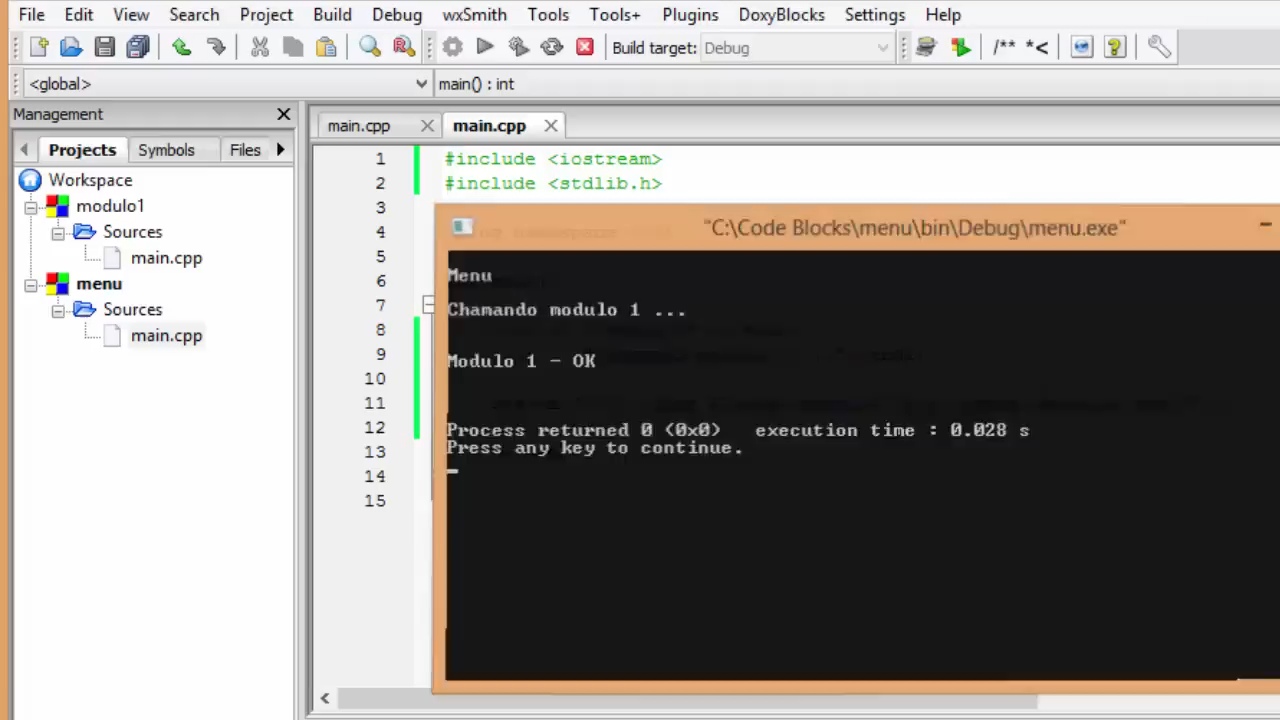 File Edit View Search Project Build Debug wxSmith Tools Tools+ Plugins DoxyBlocks Settings Help
Build target: Debug /** *<
<global> main() : int
Management
Projects Symbols Files
main.cpp main.cpp
Workspace
modulo1
Sources
main.cpp
menu
Sources
main.cpp
1 #include <iostream>
2 #include <stdlib.h>
3
4
5
6
7
8
9
10
11
12
13
14
15
"C:\Code Blocks\menu\bin\Debug\menu.exe"
Menu
Chamando modulo 1 ...
Modulo 1 - OK
Process returned 0 (0x0) execution time : 0.028 s
Press any key to continue.